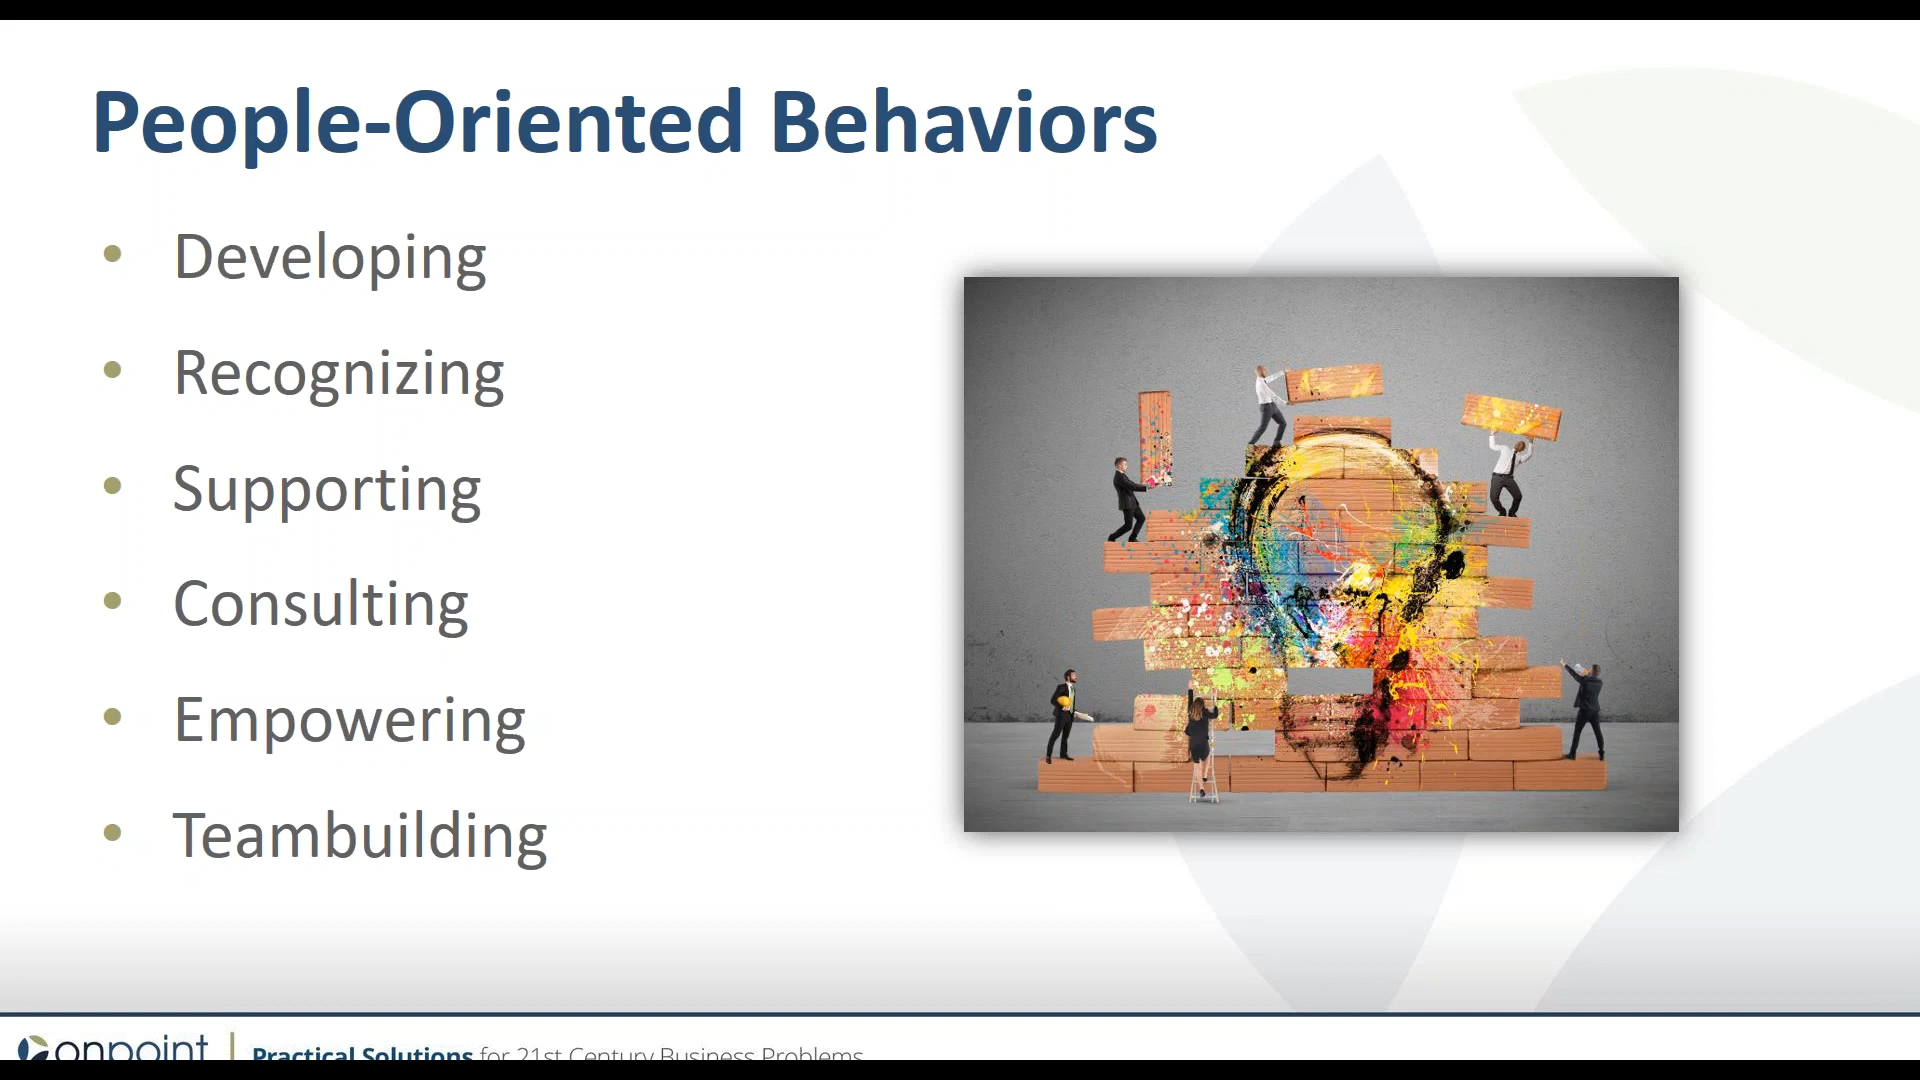 People-Oriented Behaviors
• Developing
• Recognizing
• Supporting
• Consulting
• Empowering
• Teambuilding
onpoint | Practical Solutions for 21st Century Business Problems